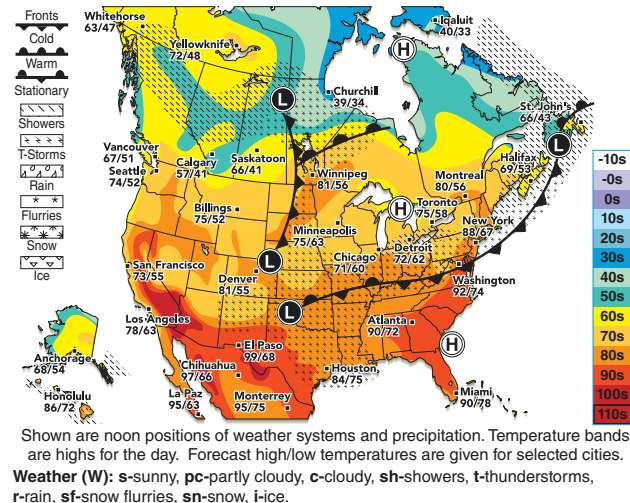 Fronts
Cold
Warm
Stationary
Showers
T-Storms
Rain
Flurries
Snow
Ice
Whitehorse
63/47
Yellowknife
72/48
Iqaluit
40/33
H
L
Churchill
39/34
St. John's
66/43
L
Vancouver
67/51
Seattle
74/52
Calgary
57/41
Saskatoon
66/41
Winnipeg
81/56
Halifax
69/53
Montreal
80/56
Billings
75/52
Minneapolis
75/63
H
Toronto
75/58
New York
88/67
Detroit
72/62
Chicago
71/60
San Francisco
73/55
Denver
81/55
L
L
Washington
92/74
Los Angeles
78/63
Atlanta
90/72
H
El Paso
99/68
Chihuahua
97/66
Houston
84/75
La Paz
95/63
Monterrey
95/75
Miami
90/78
Anchorage
68/54
Honolulu
86/72
-10s
-0s
0s
10s
20s
30s
40s
50s
60s
70s
80s
90s
100s
110s
Shown are noon positions of weather systems and precipitation. Temperature bands
are highs for the day. Forecast high/low temperatures are given for selected cities.
Weather (W): s-sunny, pc-partly cloudy, c-cloudy, sh-showers, t-thunderstorms,
r-rain, sf-snow flurries, sn-snow, i-ice.